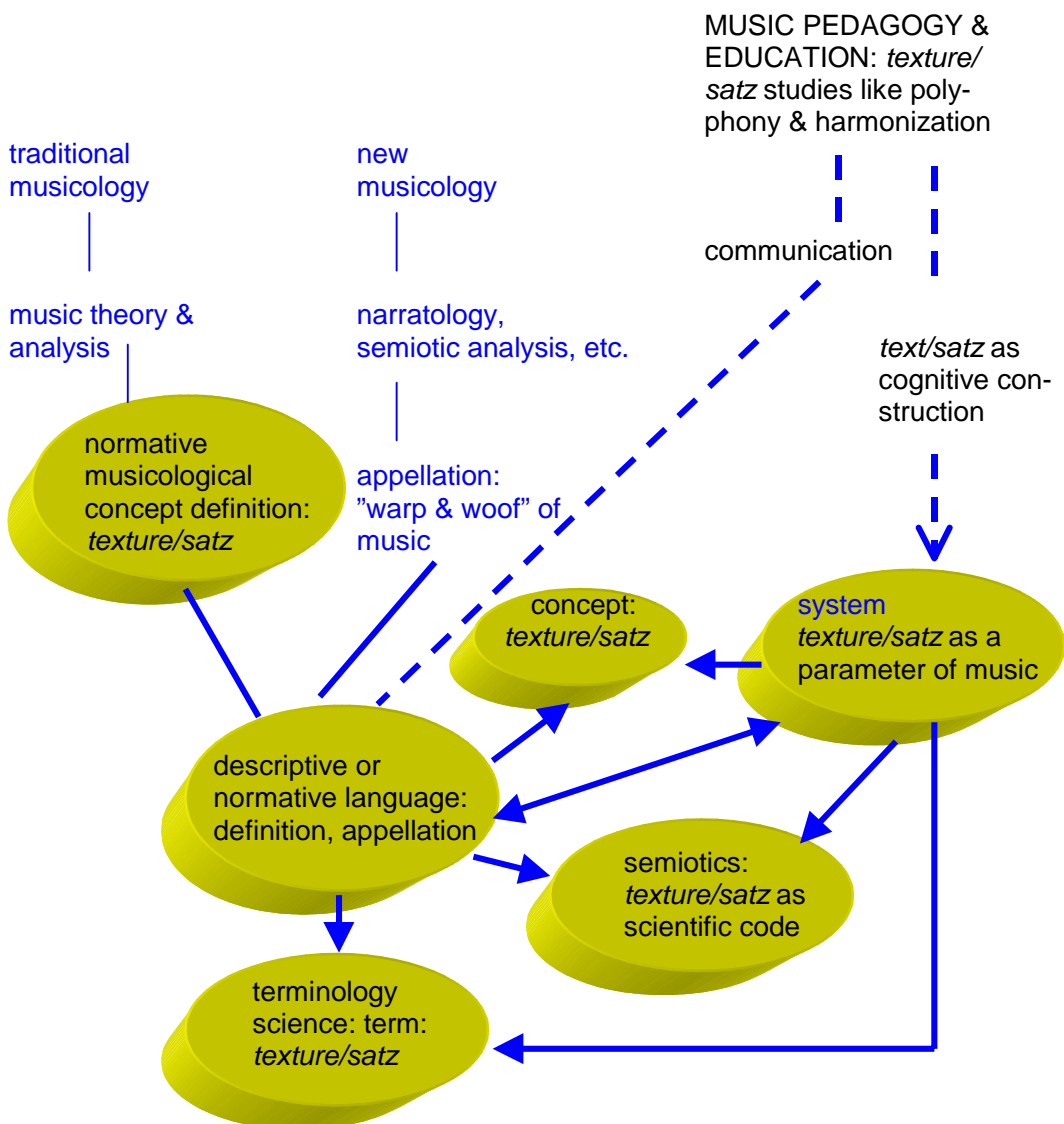 MUSIC PEDAGOGY &
EDUCATION: texture/
satz studies like poly-
phony & harmonization
traditional
musicology
new
musicology
communication
music theory &
analysis
narratology,
semiotic analysis, etc.
text/satz as
cognitive con-
struction
normative
musicological
concept definition:
texture/satz
appellation:
”warp & woof” of
music
concept:
texture/satz
system
texture/satz as a
parameter of music
descriptive or
normative language:
definition, appellation
semiotics:
texture/satz as
scientific code
terminology
science: term:
texture/satz